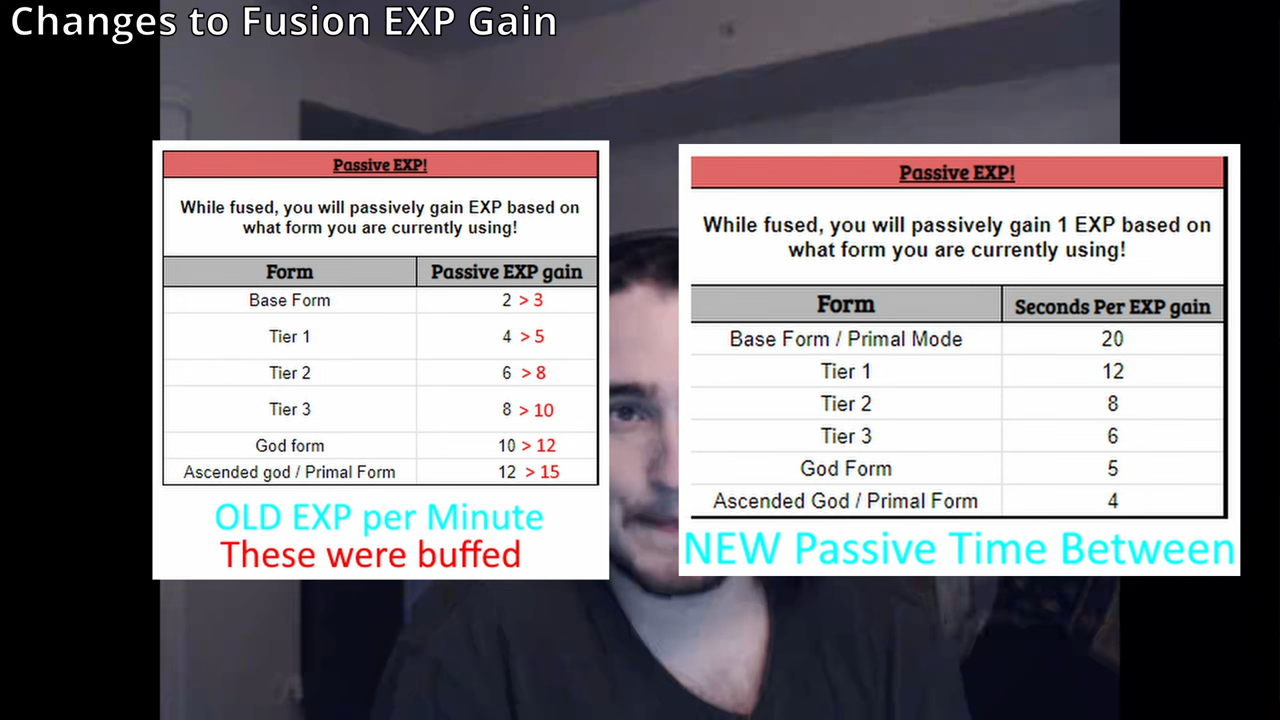 Changes to Fusion EXP Gain
Passive EXP!
While fused, you will passively gain EXP based on
what form you are currently using!
Form Passive EXP gain
Base Form 2 > 3
Tier 1 4 > 5
Tier 2 6 > 8
Tier 3 8 > 10
God form 10 > 12
Ascended god / Primal Form 12 > 15
OLD EXP per Minute
These were buffed
Passive EXP!
While fused, you will passively gain 1 EXP based on
what form you are currently using!
Form Seconds Per EXP gain
Base Form / Primal Mode 20
Tier 1 12
Tier 2 8
Tier 3 6
God Form 5
Ascended God / Primal Form 4
NEW Passive Time Between